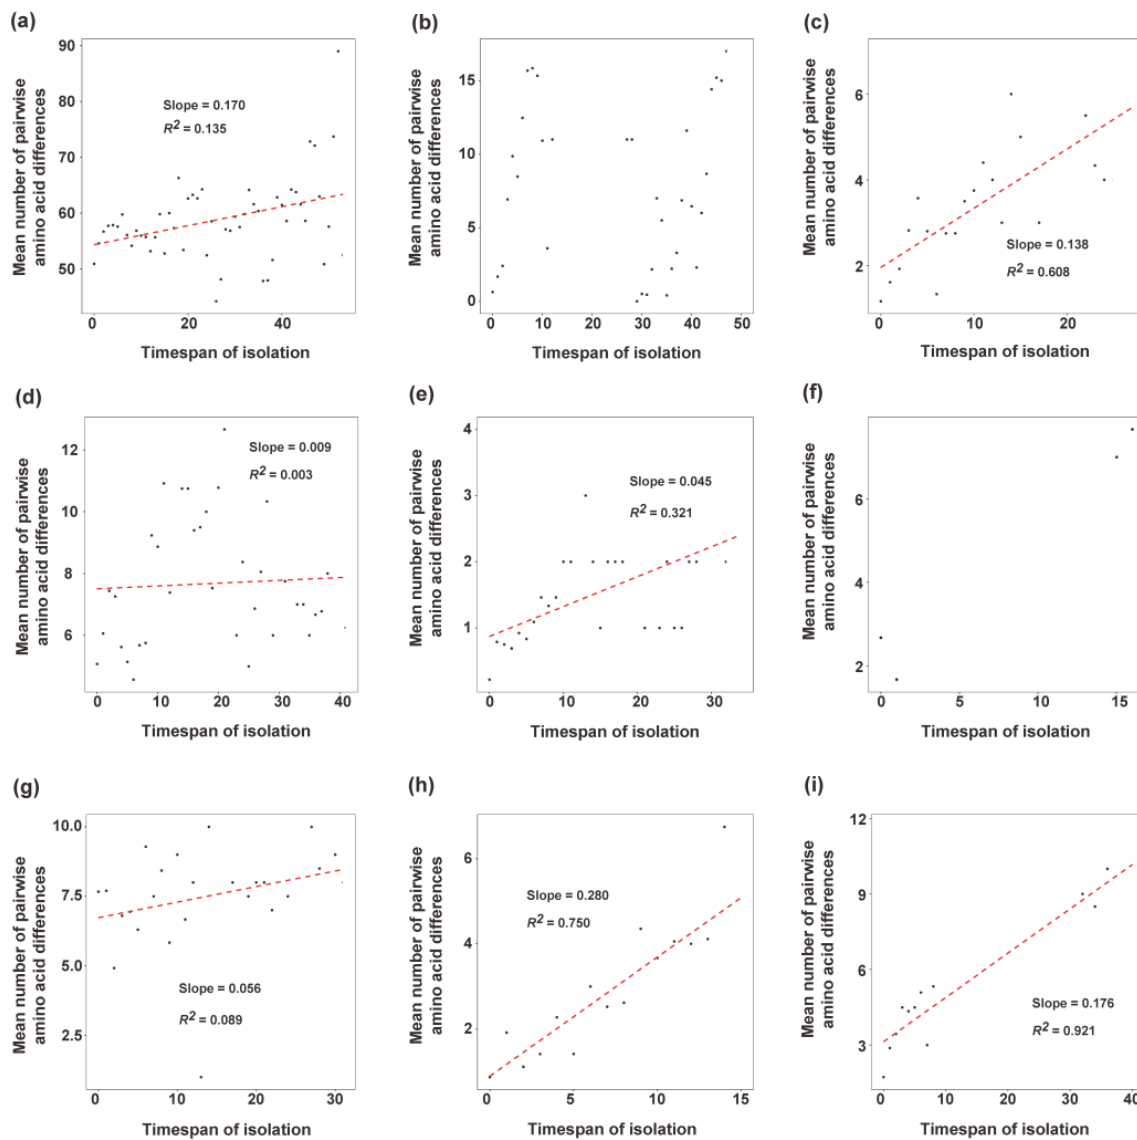 (a)
Mean number of pairwise
amino acid differences
90
80
70
60
50
Slope = 0.170
R² = 0.135
0 20 40
Timespan of isolation
(b)
Mean number of pairwise
amino acid differences
15
10
5
0
0 10 20 30 40 50
Timespan of isolation
(c)
Mean number of pairwise
amino acid differences
6
4
2
Slope = 0.138
R² = 0.608
0 10 20
Timespan of isolation
(d)
Mean number of pairwise
amino acid differences
12
10
8
6
Slope = 0.009
R² = 0.003
0 10 20 30 40
Timespan of isolation
(e)
Mean number of pairwise
amino acid differences
4
3
2
1
Slope = 0.045
R² = 0.321
0 10 20 30
Timespan of isolation
(f)
Mean number of pairwise
amino acid differences
6
4
2
5 10 15
Timespan of isolation
(g)
Mean number of pairwise
amino acid differences
10.0
7.5
5.0
2.5
Slope = 0.056
R² = 0.089
0 10 20 30
Timespan of isolation
(h)
Mean number of pairwise
amino acid differences
6
4
2
Slope = 0.280
R² = 0.750
0 5 10 15
Timespan of isolation
(i)
Mean number of pairwise
amino acid differences
12
9
6
3
Slope = 0.176
R² = 0.921
0 10 20 30 40
Timespan of isolation